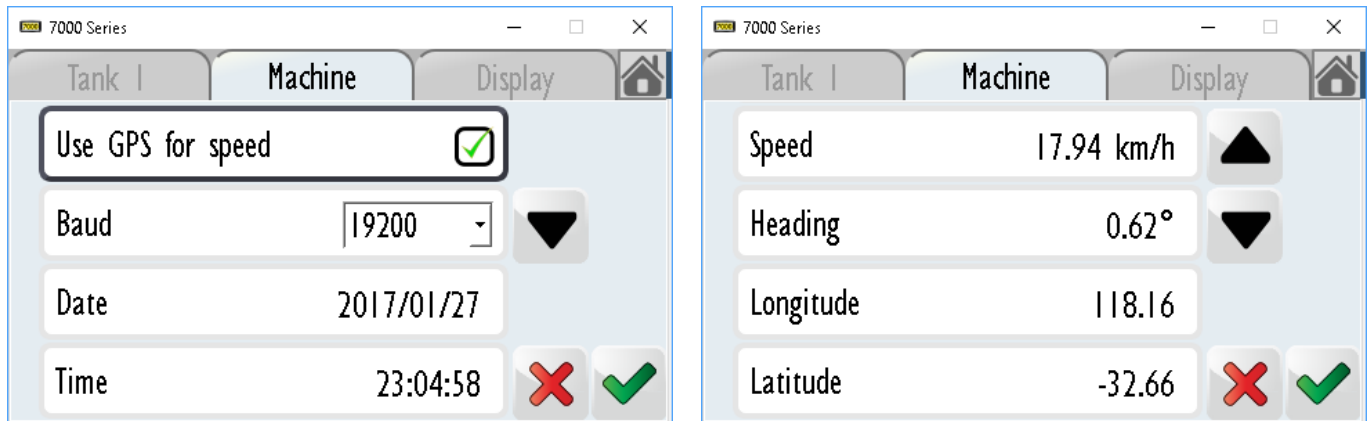 7000 Series
Tank 1 Machine Display
Use GPS for speed
Baud 19200
Date 2017/01/27
Time 23:04:58
7000 Series
Tank 1 Machine Display
Speed 17.94 km/h
Heading 0.62°
Longitude 118.16
Latitude -32.66